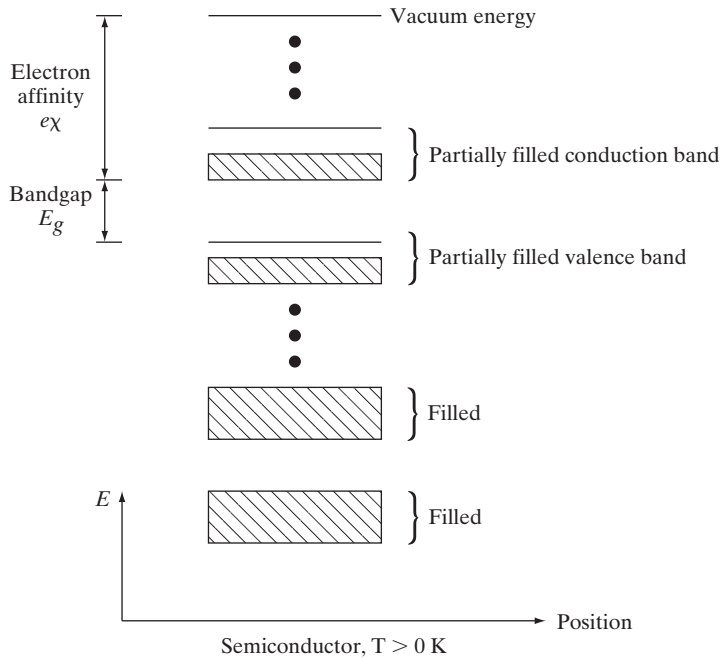 Vacuum energy
Electron
affinity
eχ
Partially filled conduction band
Bandgap
E_g
Partially filled valence band
Filled
E
Filled
Position
Semiconductor, T > 0 K